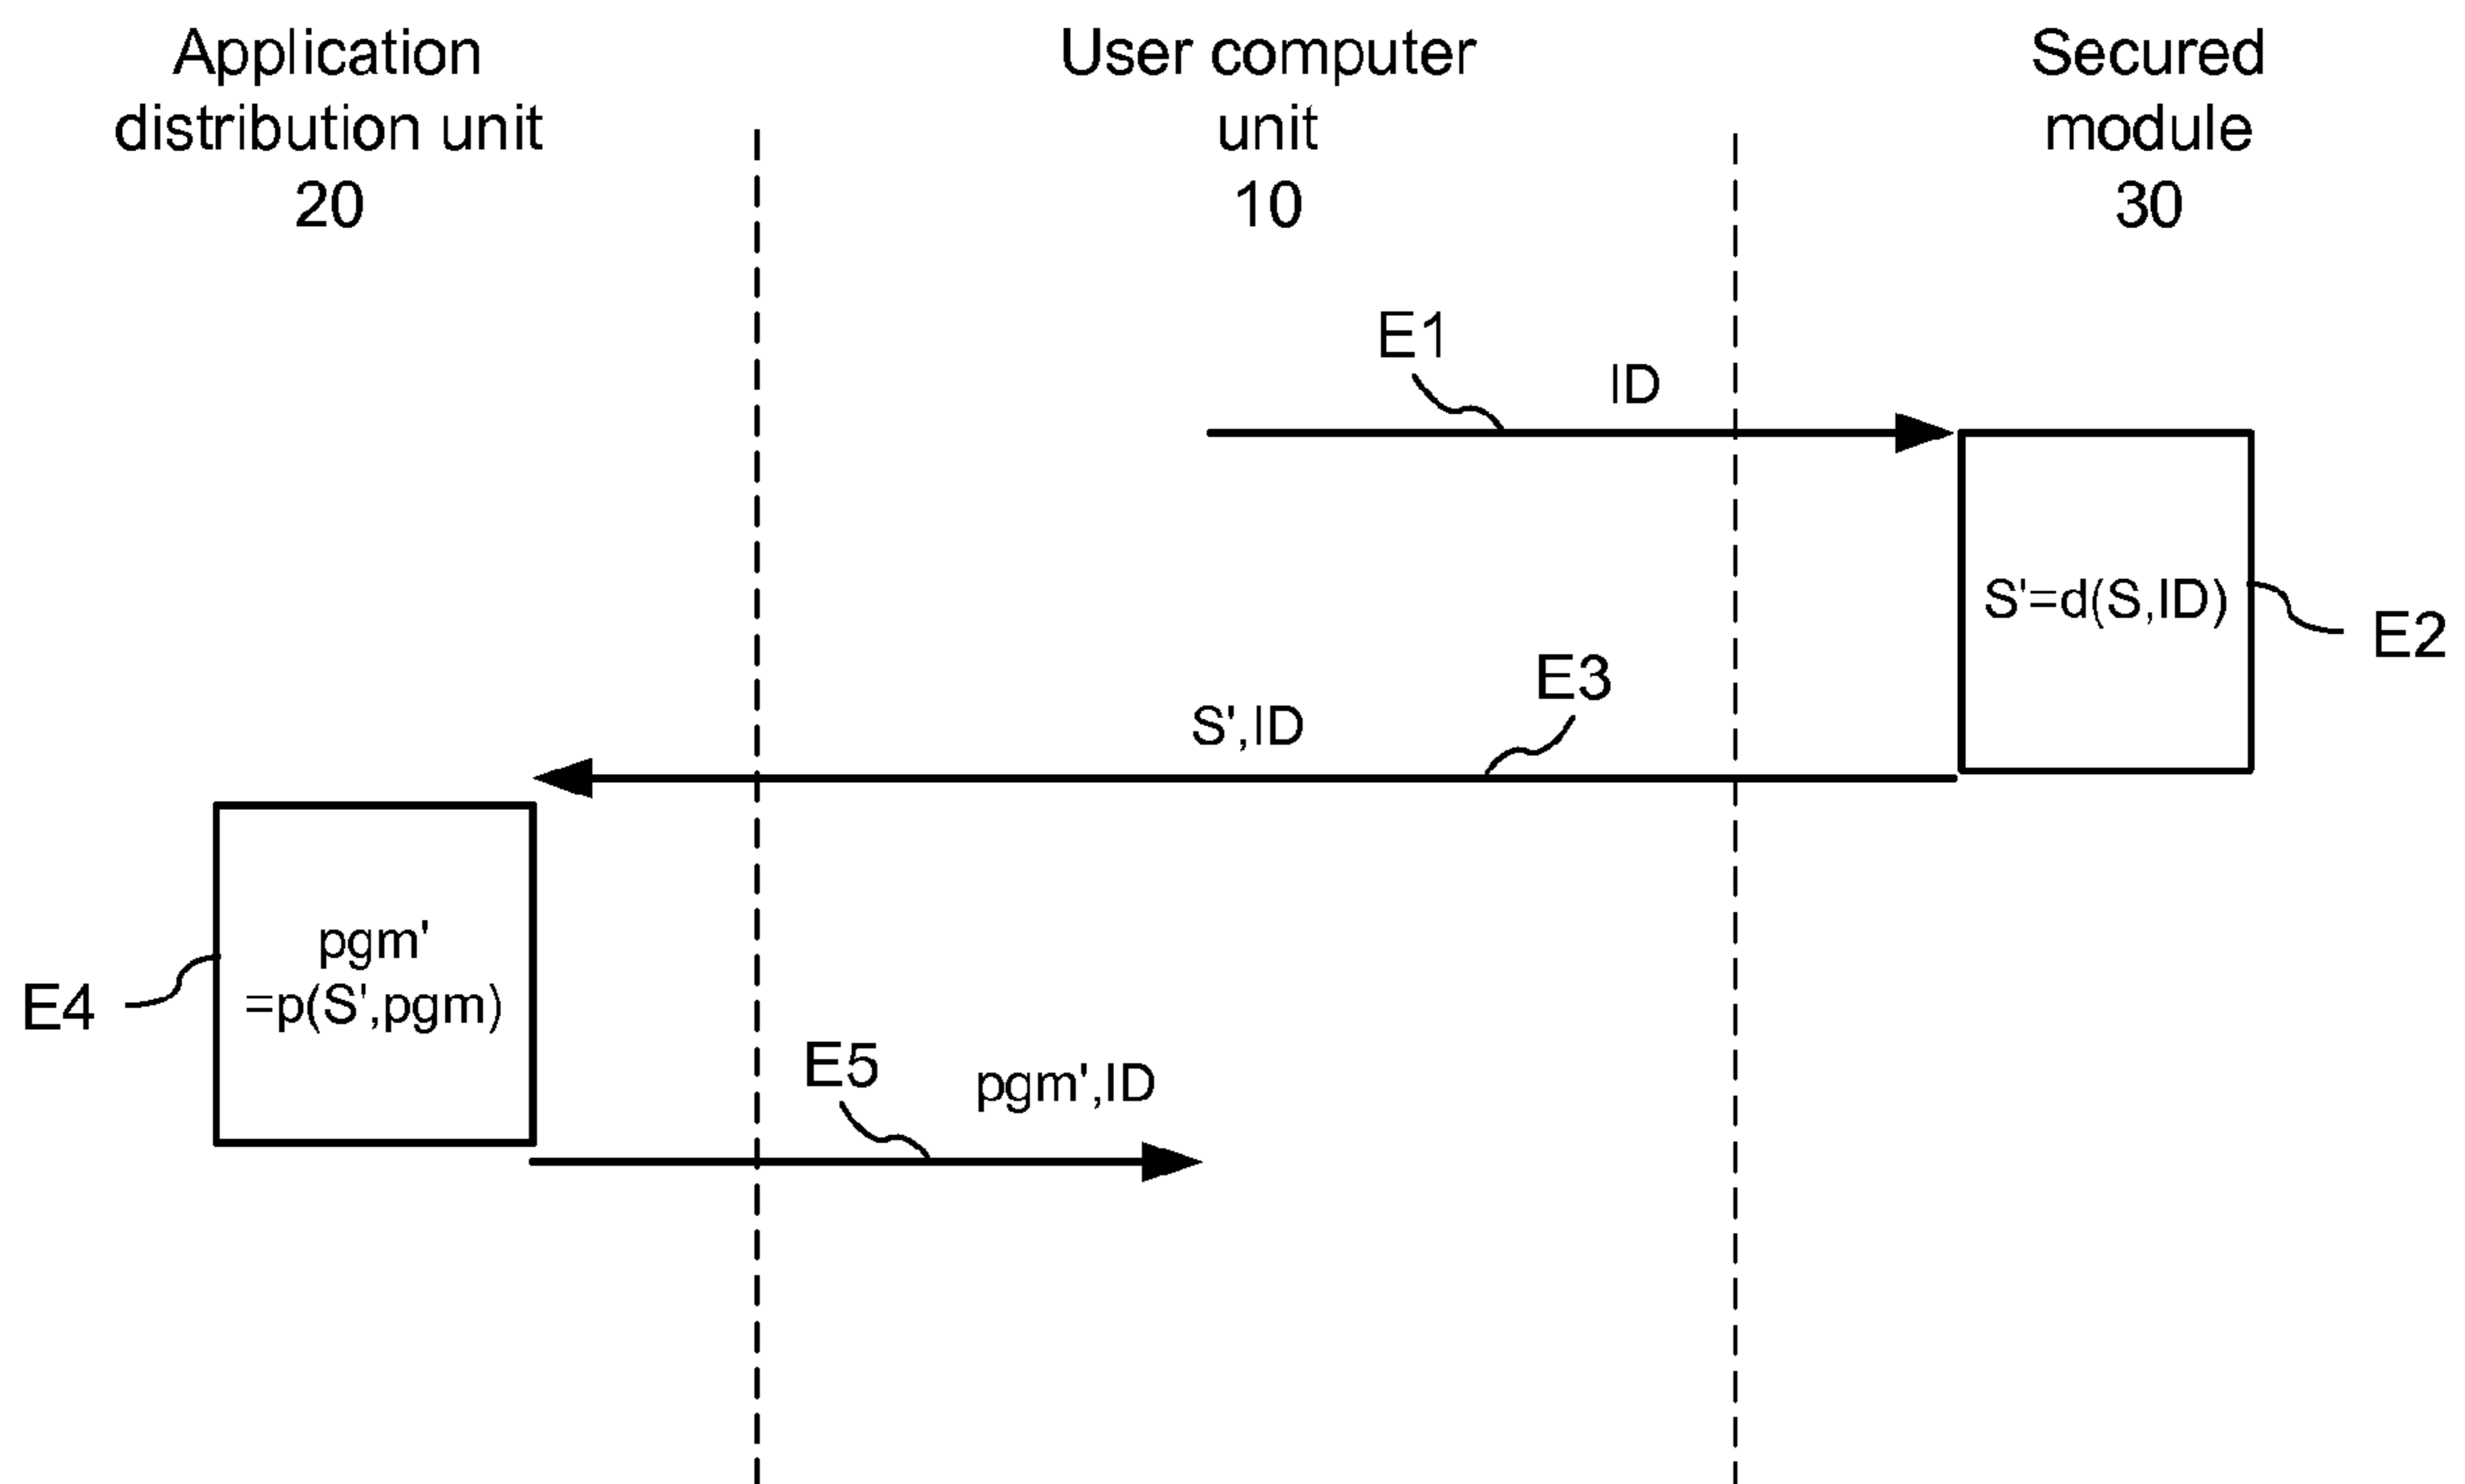 Application
distribution unit
20
User computer
unit
10
Secured
module
30
E1
ID
S'=d(S,ID)
E2
E3
S',ID
pgm'
=p(S',pgm)
E4
E5
pgm',ID